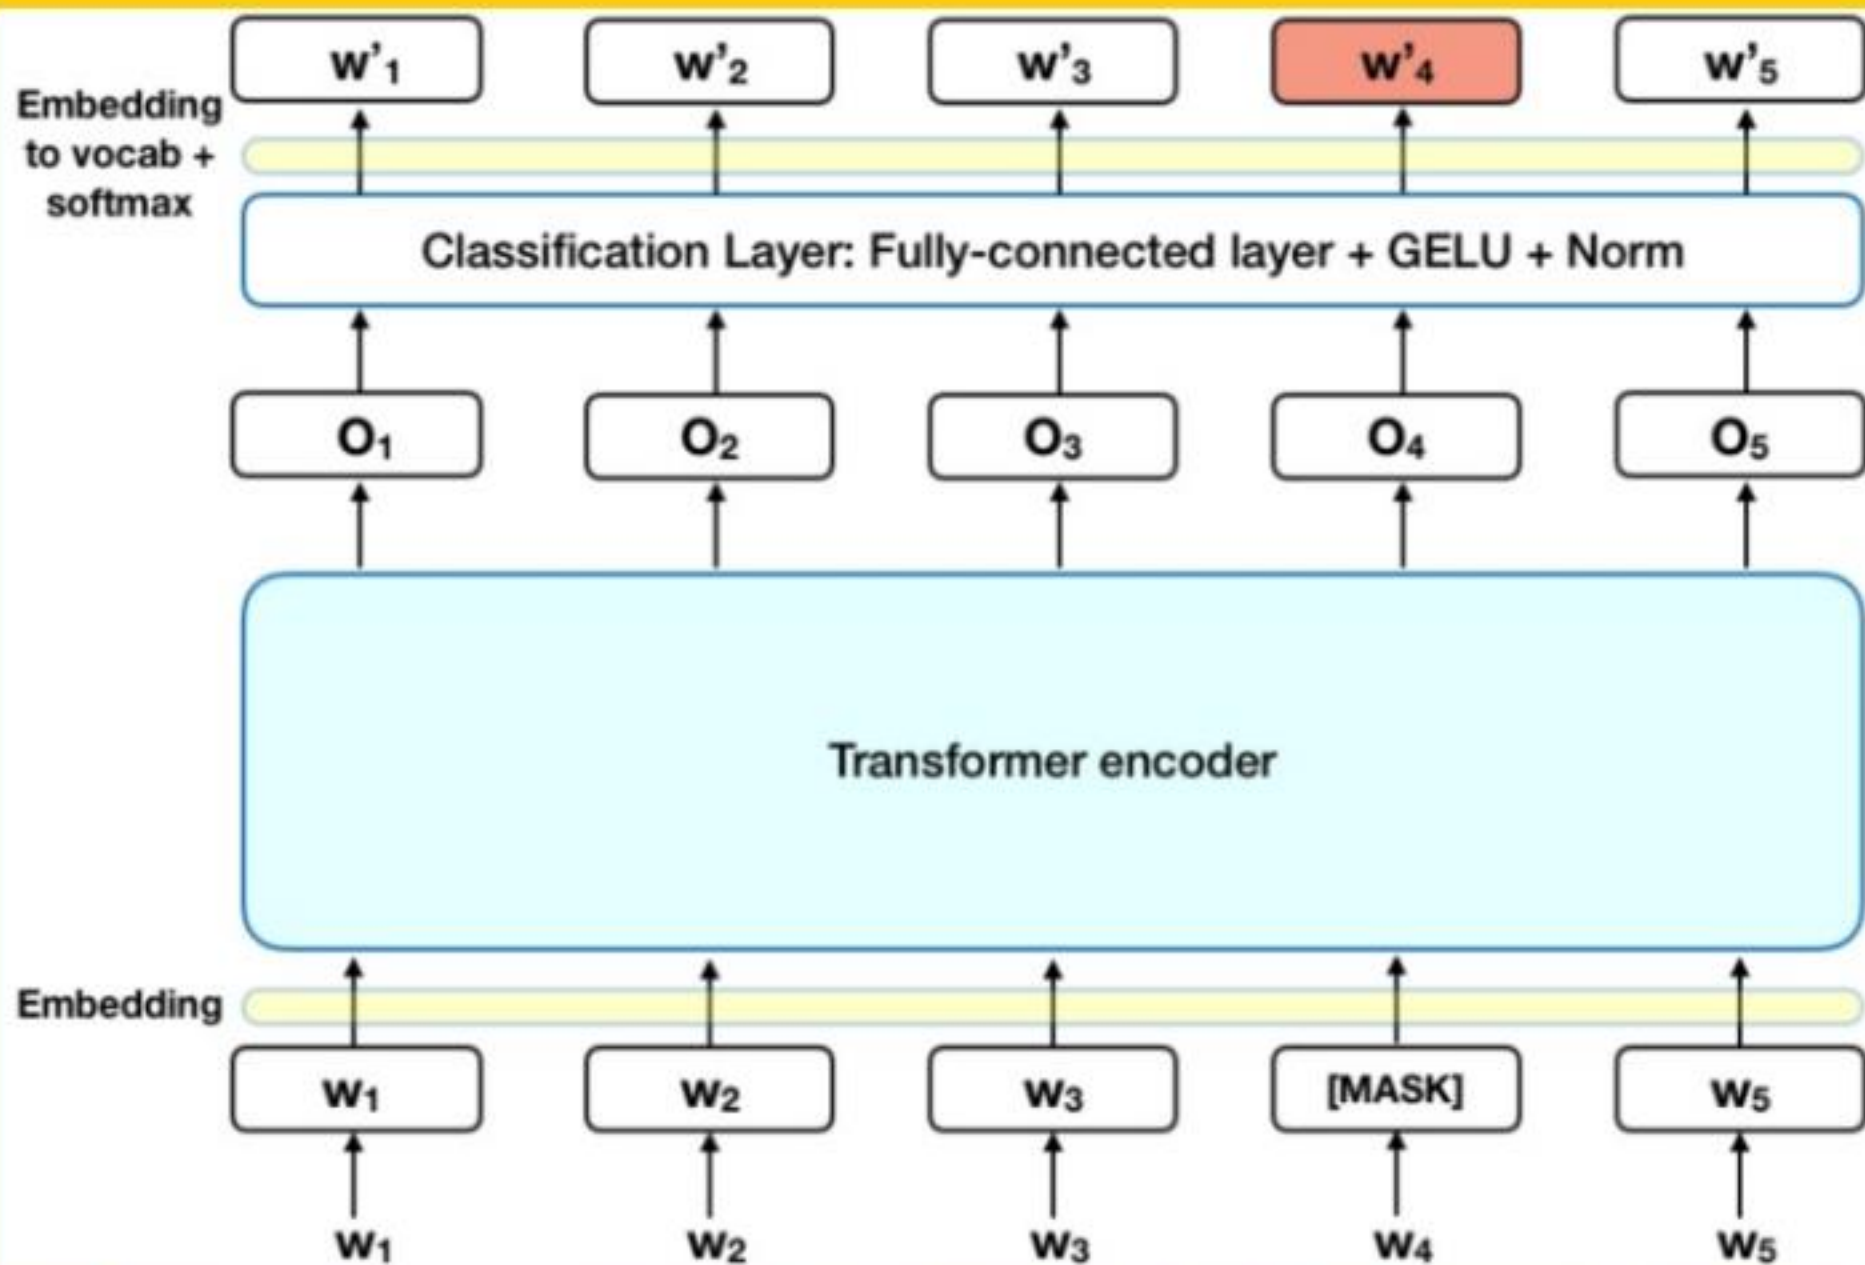 w’₁ w’₂ w’₃ w’₄ w’₅
Embedding
to vocab +
softmax
Classification Layer: Fully-connected layer + GELU + Norm
O₁ O₂ O₃ O₄ O₅
Transformer encoder
Embedding
w₁ w₂ w₃ [MASK] w₅
w₁ w₂ w₃ w₄ w₅